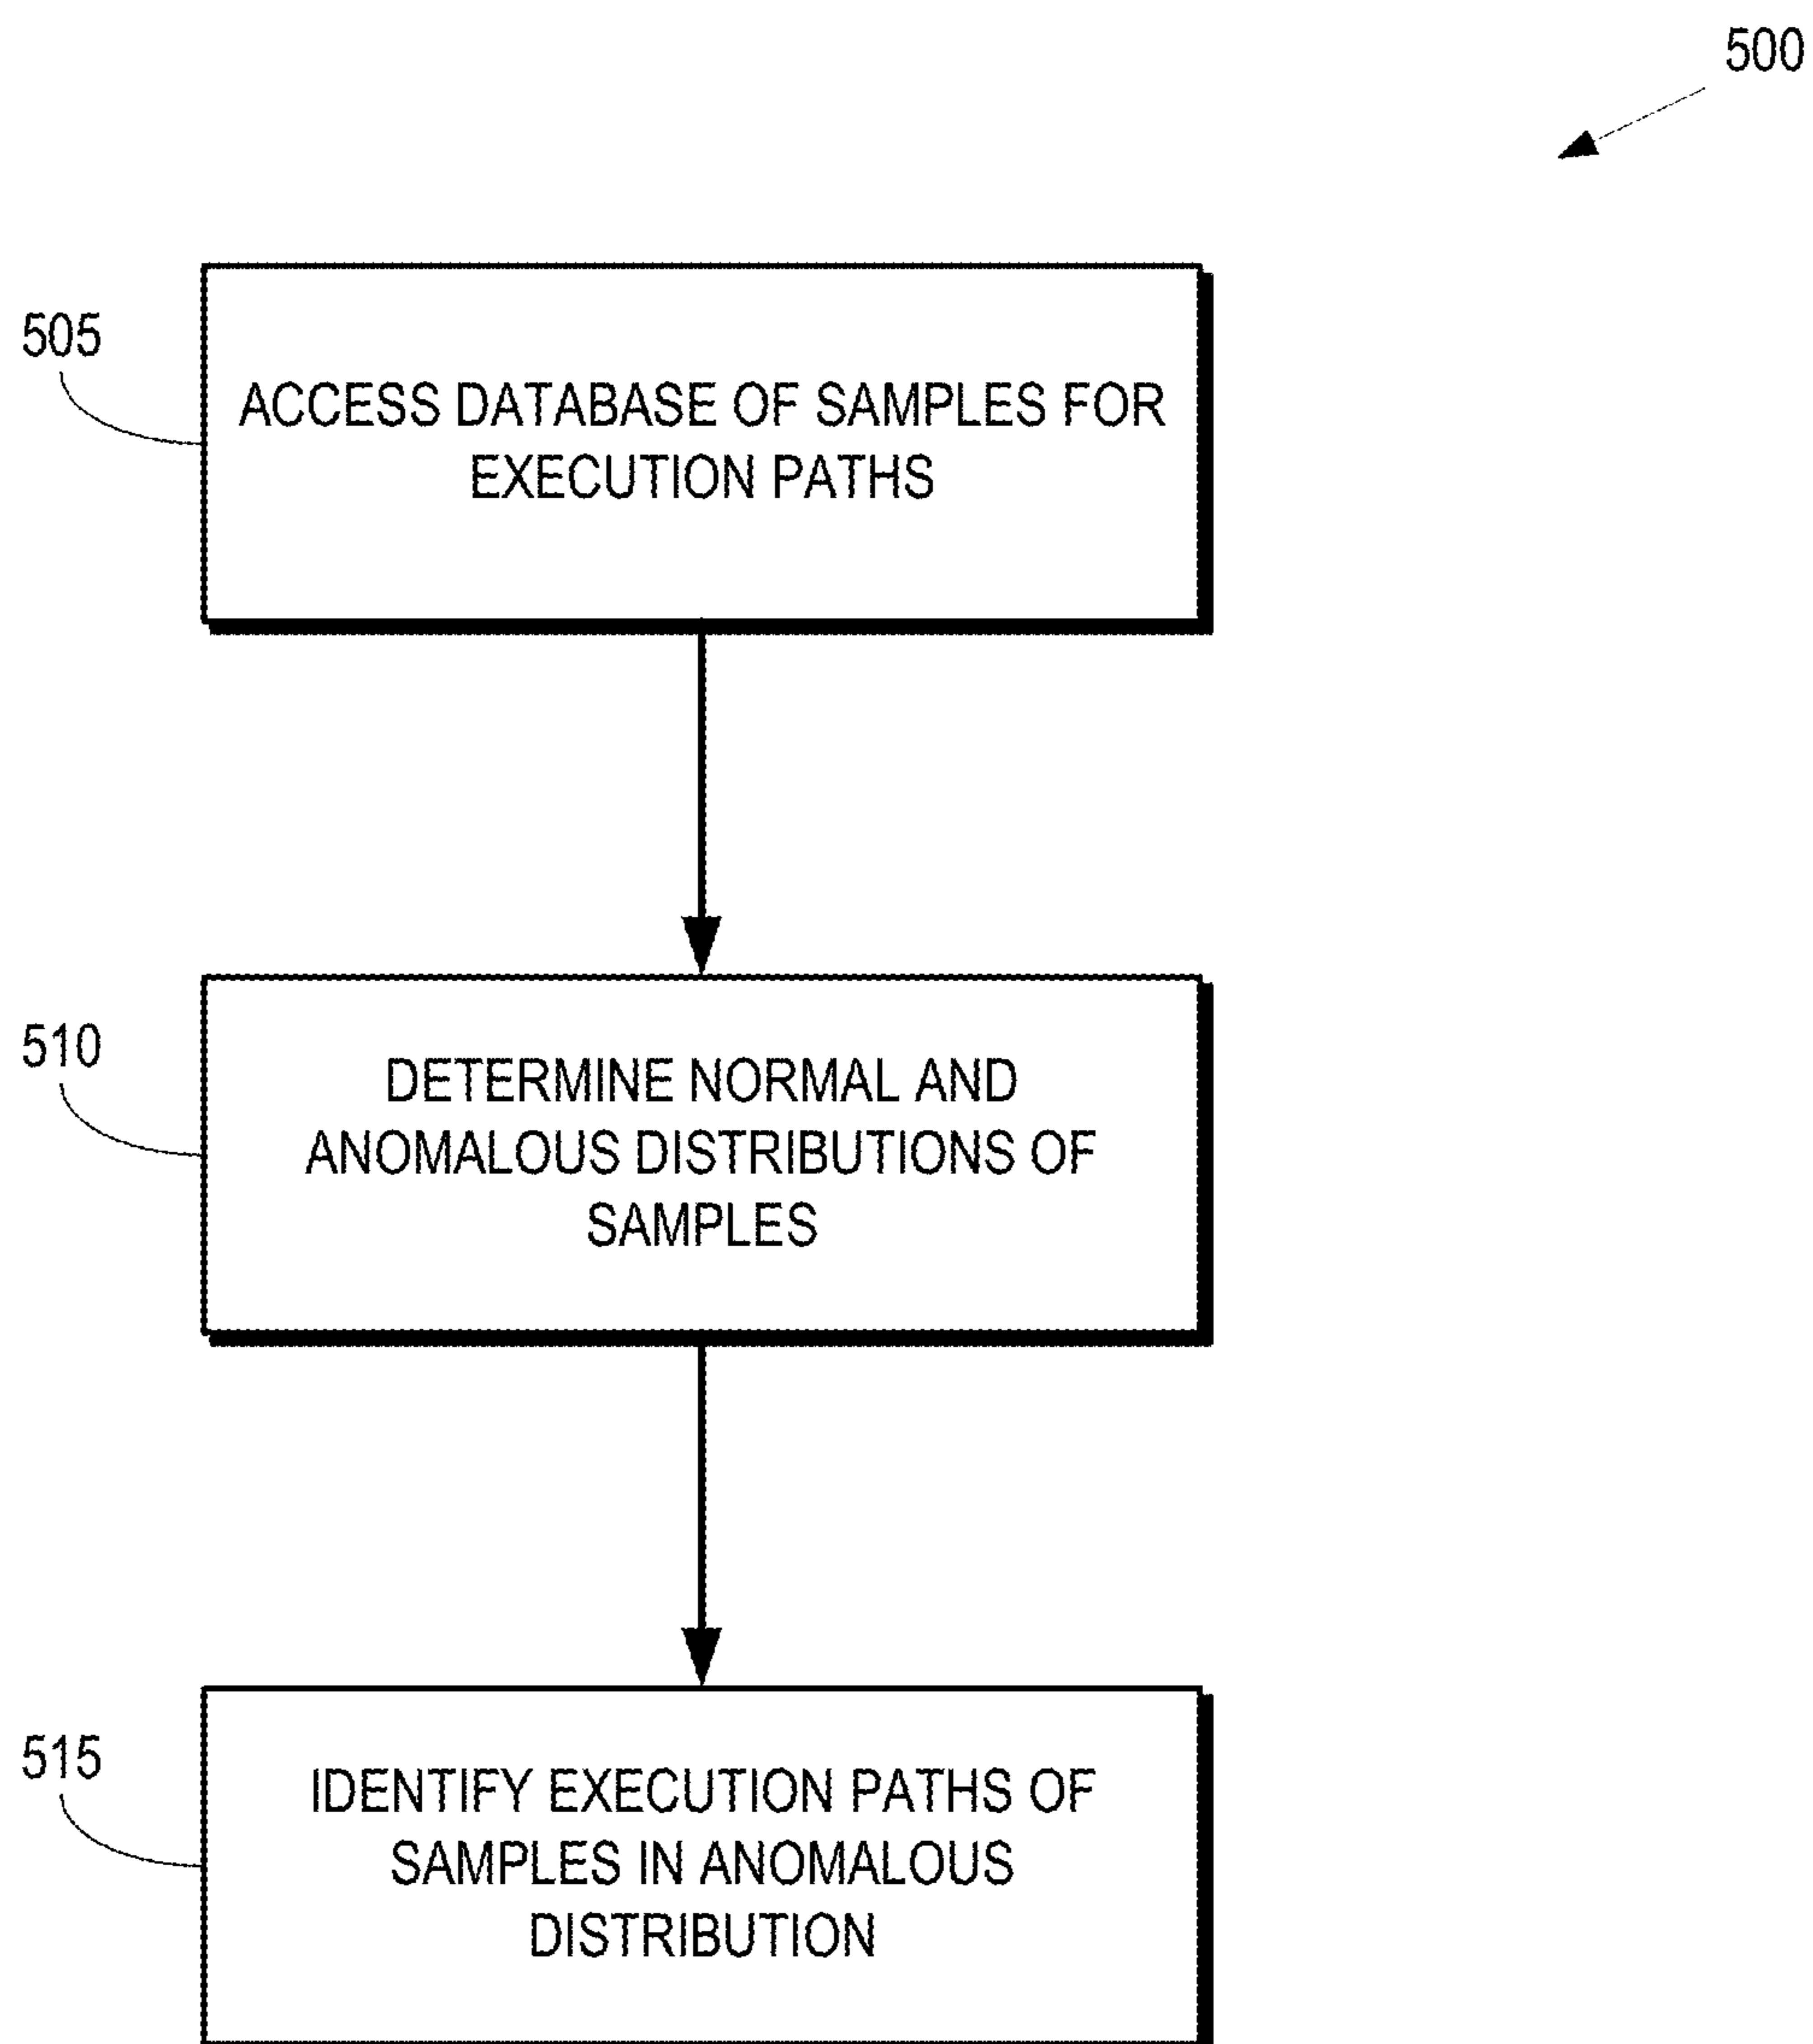 500
505
ACCESS DATABASE OF SAMPLES FOR
EXECUTION PATHS
510
DETERMINE NORMAL AND
ANOMALOUS DISTRIBUTIONS OF
SAMPLES
515
IDENTIFY EXECUTION PATHS OF
SAMPLES IN ANOMALOUS
DISTRIBUTION